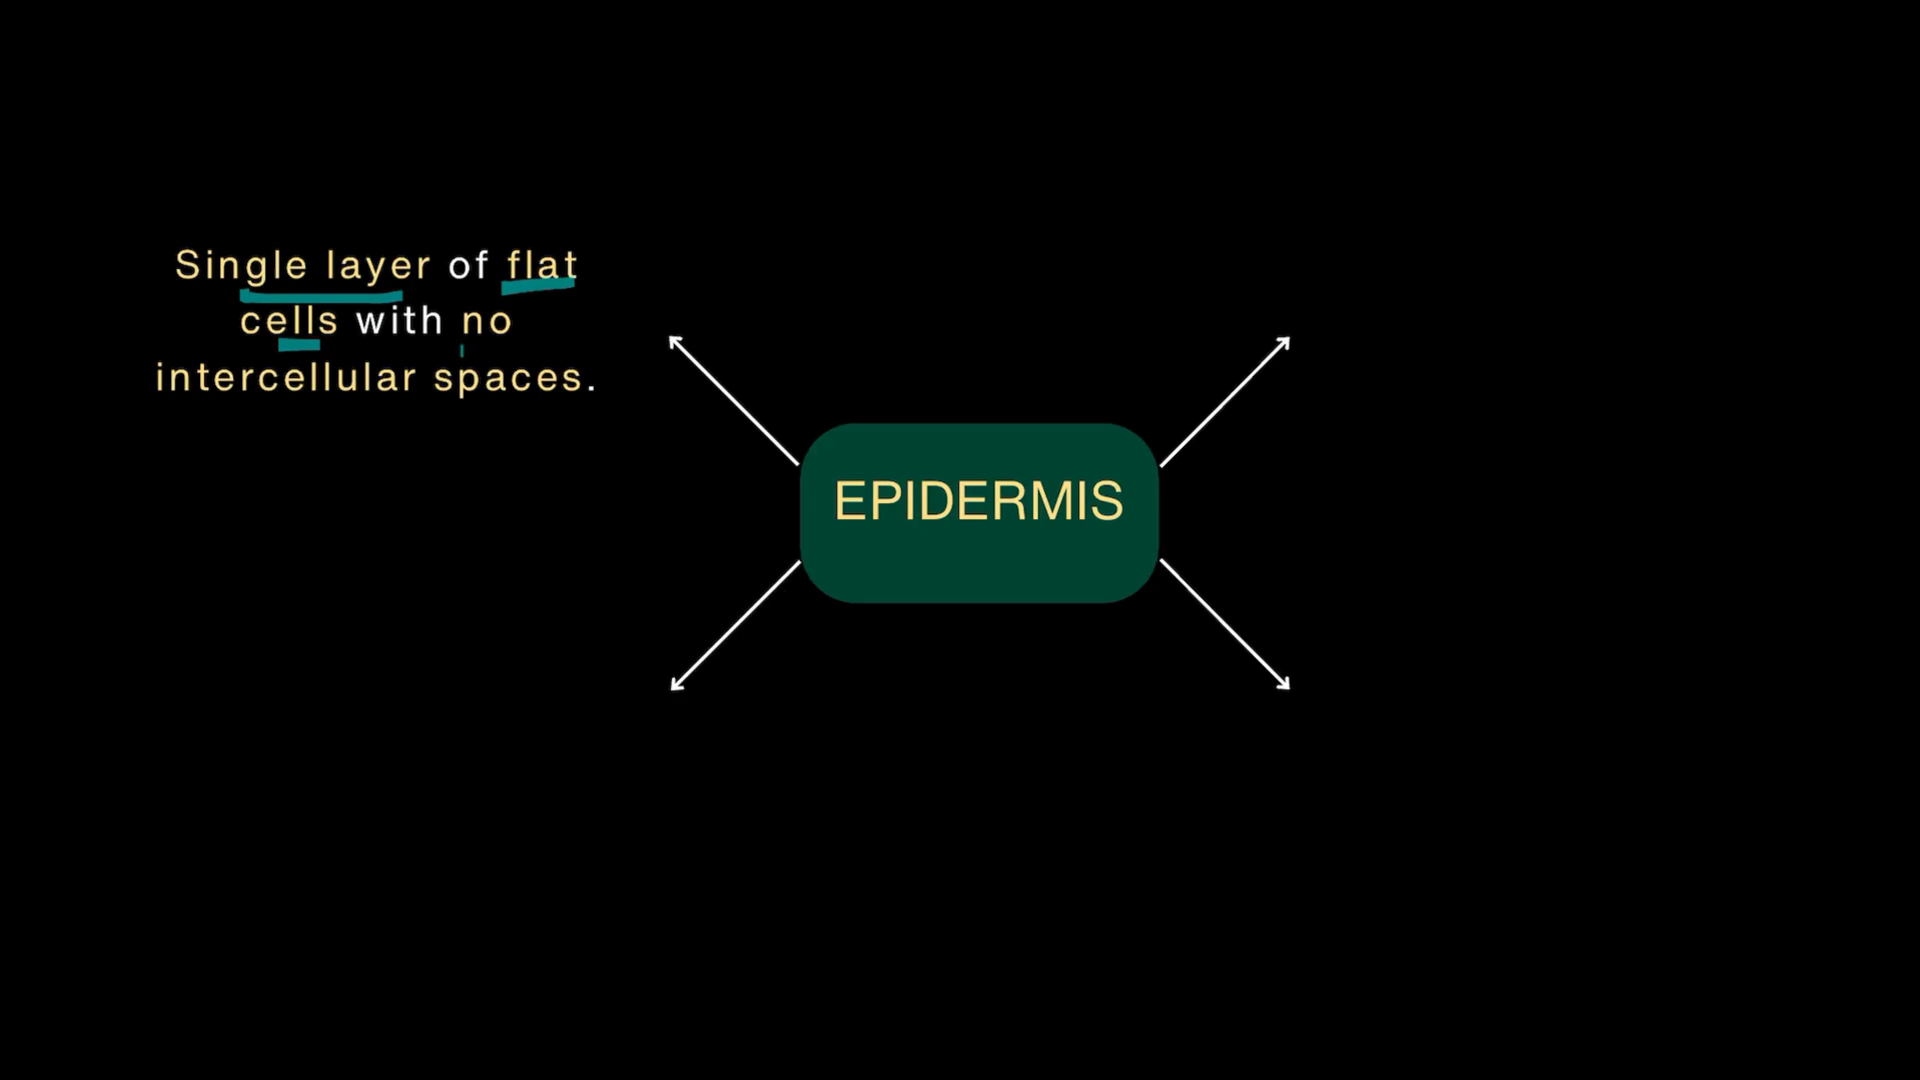 Single layer of flat
cells with no
intercellular spaces.
EPIDERMIS